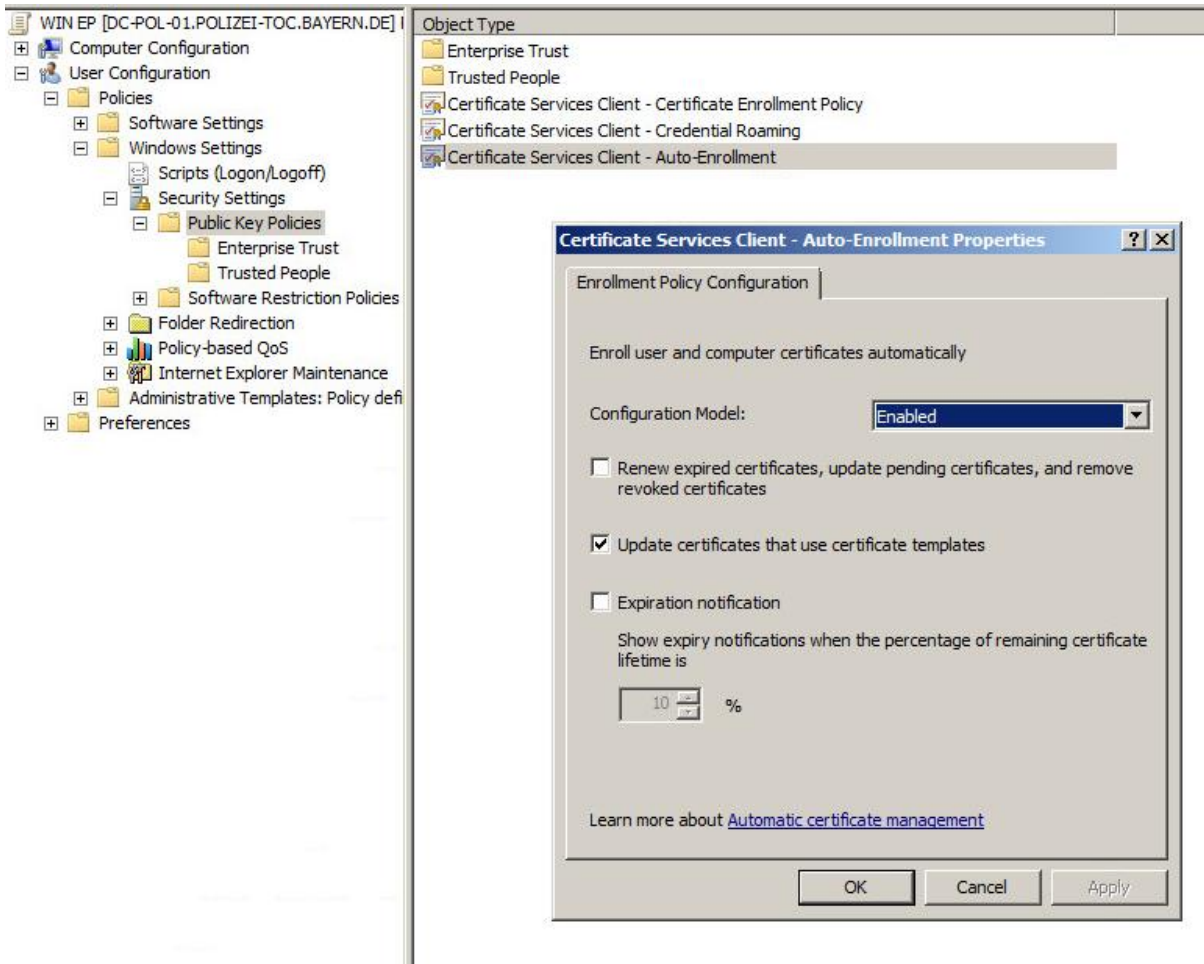 WIN EP [DC-POL-01.POLIZEI-TOC.BAYERN.DE]
Computer Configuration
User Configuration
Policies
Software Settings
Windows Settings
Scripts (Logon/Logoff)
Security Settings
Public Key Policies
Enterprise Trust
Trusted People
Software Restriction Policies
Folder Redirection
Policy-based QoS
Internet Explorer Maintenance
Administrative Templates: Policy defi
Preferences
Object Type
Enterprise Trust
Trusted People
Certificate Services Client - Certificate Enrollment Policy
Certificate Services Client - Credential Roaming
Certificate Services Client - Auto-Enrollment
Certificate Services Client - Auto-Enrollment Properties
Enrollment Policy Configuration
Enroll user and computer certificates automatically
Configuration Model: Enabled
Renew expired certificates, update pending certificates, and remove
revoked certificates
Update certificates that use certificate templates
Expiration notification
Show expiry notifications when the percentage of remaining certificate
lifetime is
10 %
Learn more about Automatic certificate management
OK Cancel Apply